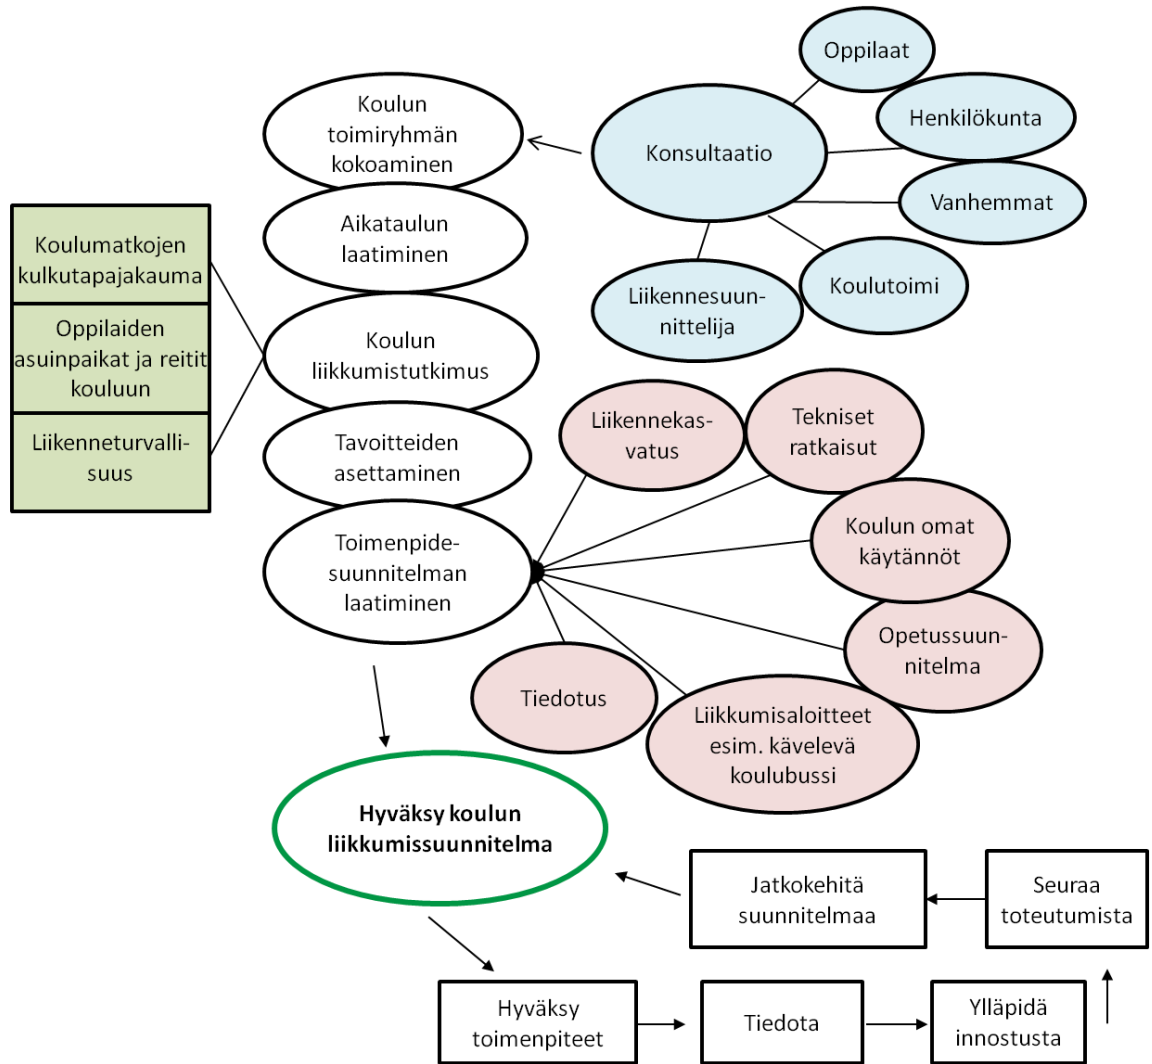 Oppilaat
Henkilökunta
Konsultaatio
Vanhemmat
Koulutoimi
Liikennesuun-
nittelija
Koulun
toimiryhmän
kokoaminen
Aikataulun
laatiminen
Koulun
liikkumistutkimus
Tavoitteiden
asettaminen
Toimenpide-
suunnitelman
laatiminen
Koulumatkojen
kulkutapajakauma
Oppilaiden
asuinpaikat ja reitit
kouluun
Liikenneturvalli-
suus
Liikennekas-
vatus
Tekniset
ratkaisut
Koulun omat
käytännöt
Opetussuun-
nitelma
Liikkumisaloitteet
esim. kävelevä
koulubussi
Tiedotus
Hyväksy koulun
liikkumissuunnitelma
Hyväksy
toimenpiteet
Tiedota
Ylläpidä
innostusta
Seuraa
toteutumista
Jatkokehitä
suunnitelmaa